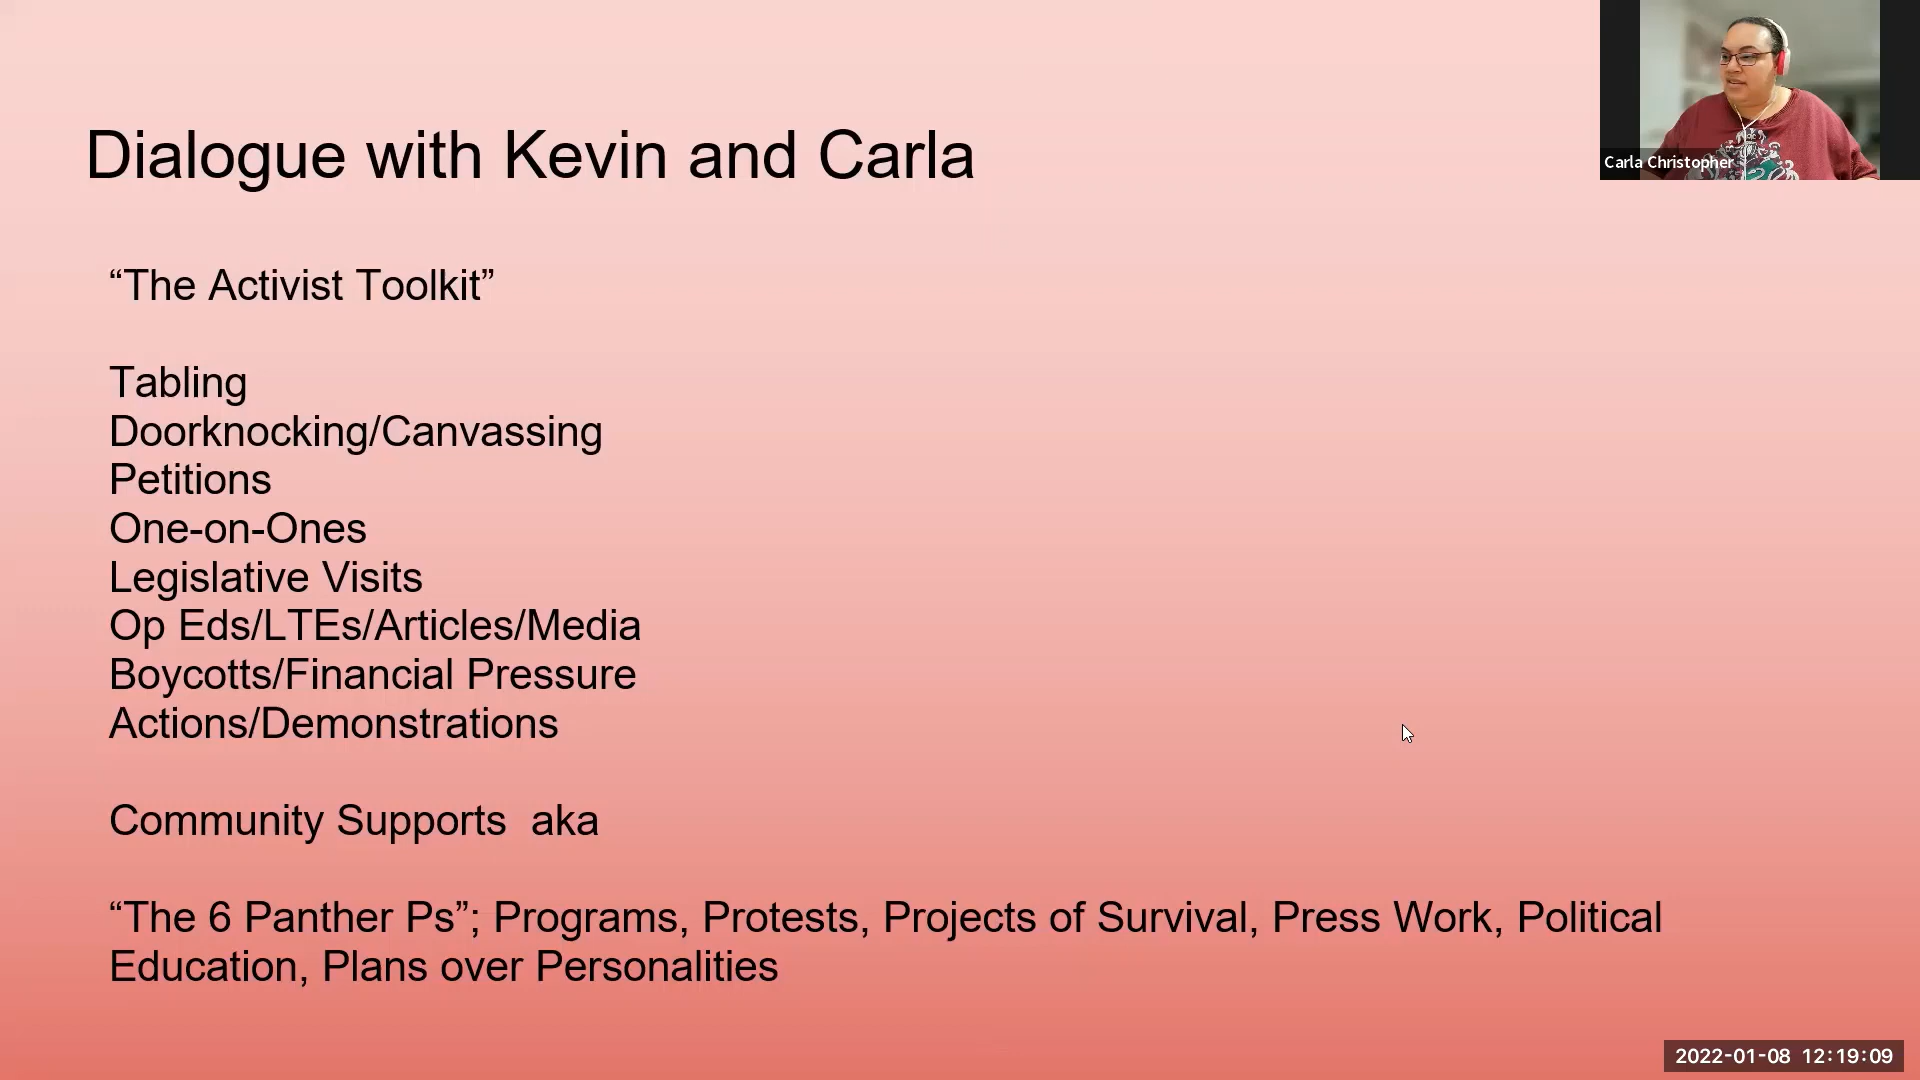 Dialogue with Kevin and Carla
Carla Christopher
“The Activist Toolkit”
Tabling
Doorknocking/Canvassing
Petitions
One-on-Ones
Legislative Visits
Op Eds/LTEs/Articles/Media
Boycotts/Financial Pressure
Actions/Demonstrations
Community Supports  aka
“The 6 Panther Ps”; Programs, Protests, Projects of Survival, Press Work, Political
Education, Plans over Personalities
2022-01-08 12:19:09